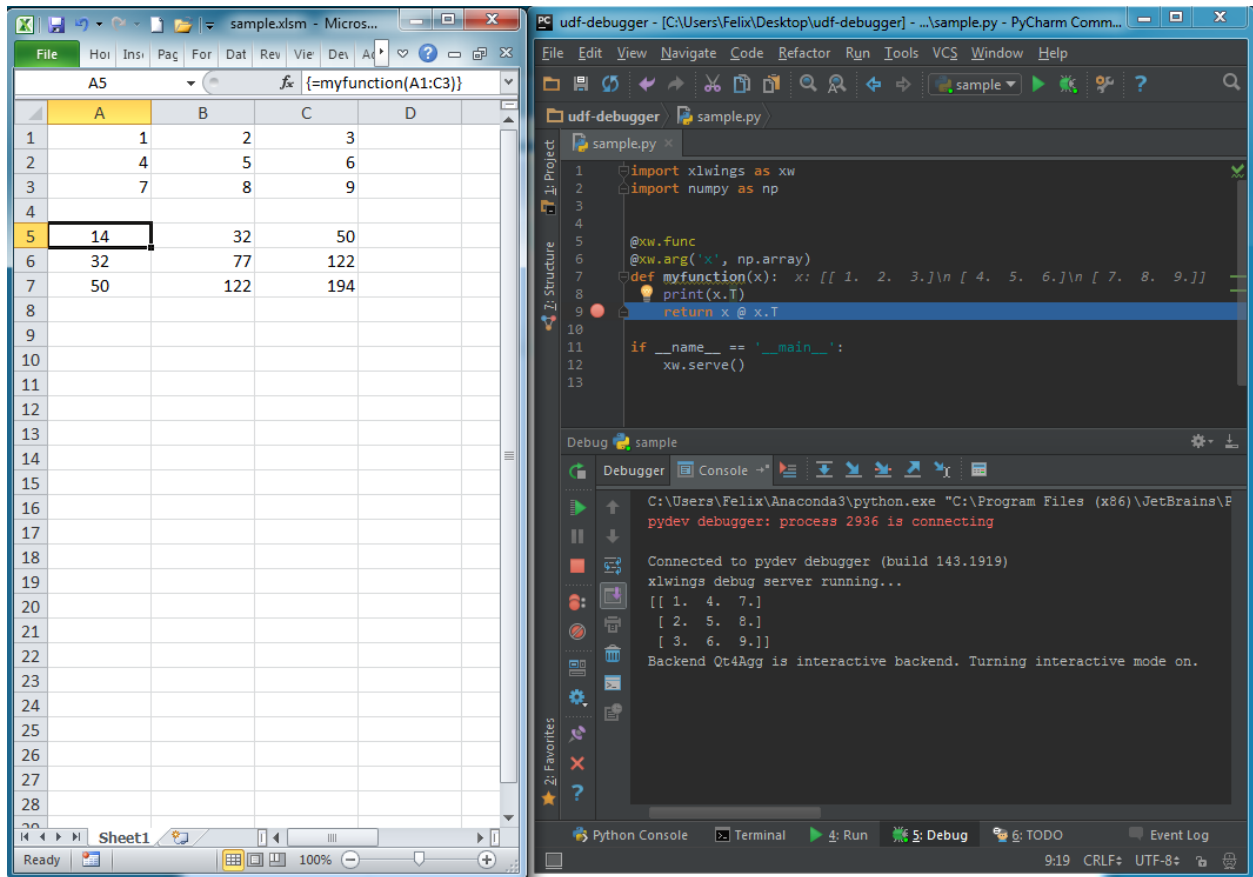 sample.xlsm - Micros...
File Hor Inse Pag For Dat Rev Vie Dev Ad
A5 fx {=myfunction(A1:C3)}
A B C D
1 1 2 3
2 4 5 6
3 7 8 9
4
5 14 32 50
6 32 77 122
7 50 122 194
8
9
10
11
12
13
14
15
16
17
18
19
20
21
22
23
24
25
26
27
28
29
Sheet1
Ready 100%
PC udf-debugger - [C:\Users\Felix\Desktop\udf-debugger] - ...\sample.py - PyCharm Comm...
File Edit View Navigate Code Refactor Run Tools VCS Window Help
sample
udf-debugger sample.py
sample.py
1: Project
7: Structure
2: Favorites
1 import xlwings as xw
2 import numpy as np
3
4
5 @xw.func
6 @xw.arg('x', np.array)
7 def myfunction(x): x: [[ 1. 2. 3.]\n [ 4. 5. 6.]\n [ 7. 8. 9.]]
8 print(x.T)
9 return x @ x.T
10
11 if __name__ == '__main__':
12 xw.serve()
13
Debug sample
Debugger Console
C:\Users\Felix\Anaconda3\python.exe "C:\Program Files (x86)\JetBrains\P
pydev debugger: process 2936 is connecting
Connected to pydev debugger (build 143.1919)
xlwings debug server running...
[[ 1. 4. 7.]
[ 2. 5. 8.]
[ 3. 6. 9.]]
Backend Qt4Agg is interactive backend. Turning interactive mode on.
Python Console Terminal 4: Run 5: Debug 6: TODO Event Log
9:19 CRLF UTF-8